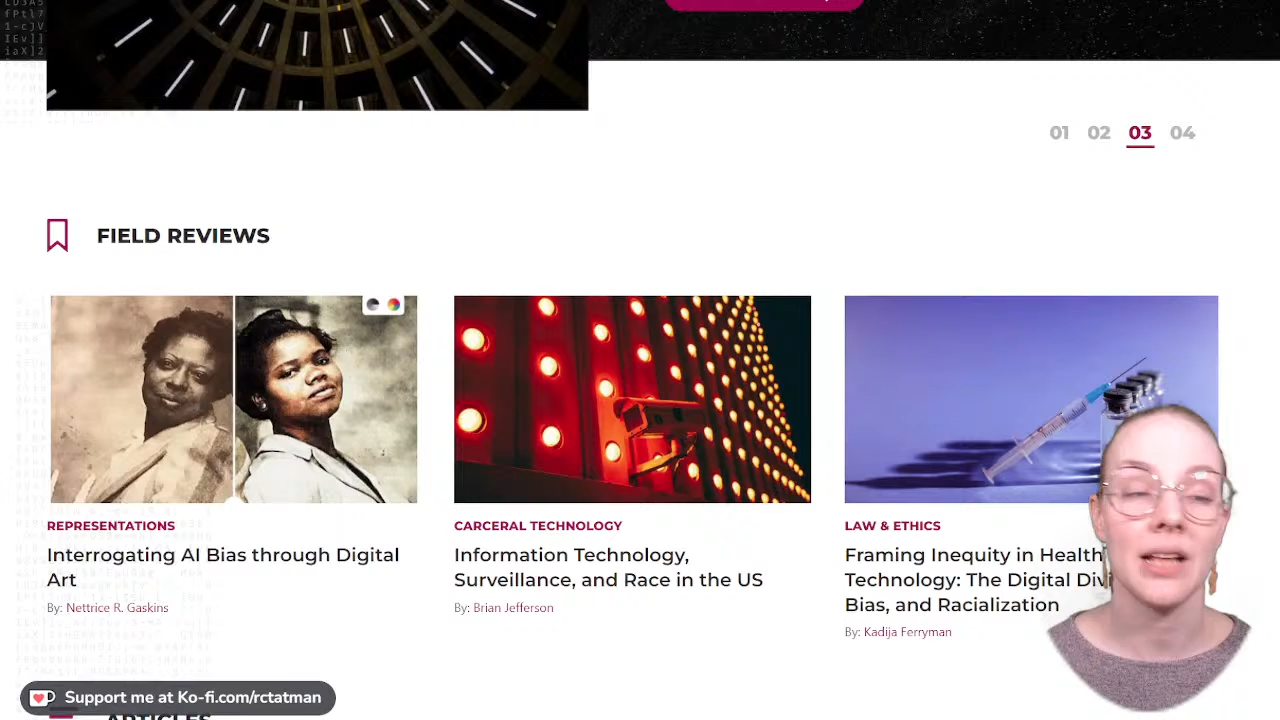 01 02 03 04
FIELD REVIEWS
REPRESENTATIONS
Interrogating AI Bias through Digital
Art
By: Nettrice R. Gaskins
CARCERAL TECHNOLOGY
Information Technology,
Surveillance, and Race in the US
By: Brian Jefferson
LAW & ETHICS
Framing Inequity in Health
Technology: The Digital
Bias, and Racialization
By: Kadija Ferryman
Support me at Ko-fi.com/rctatman
ARTICLES